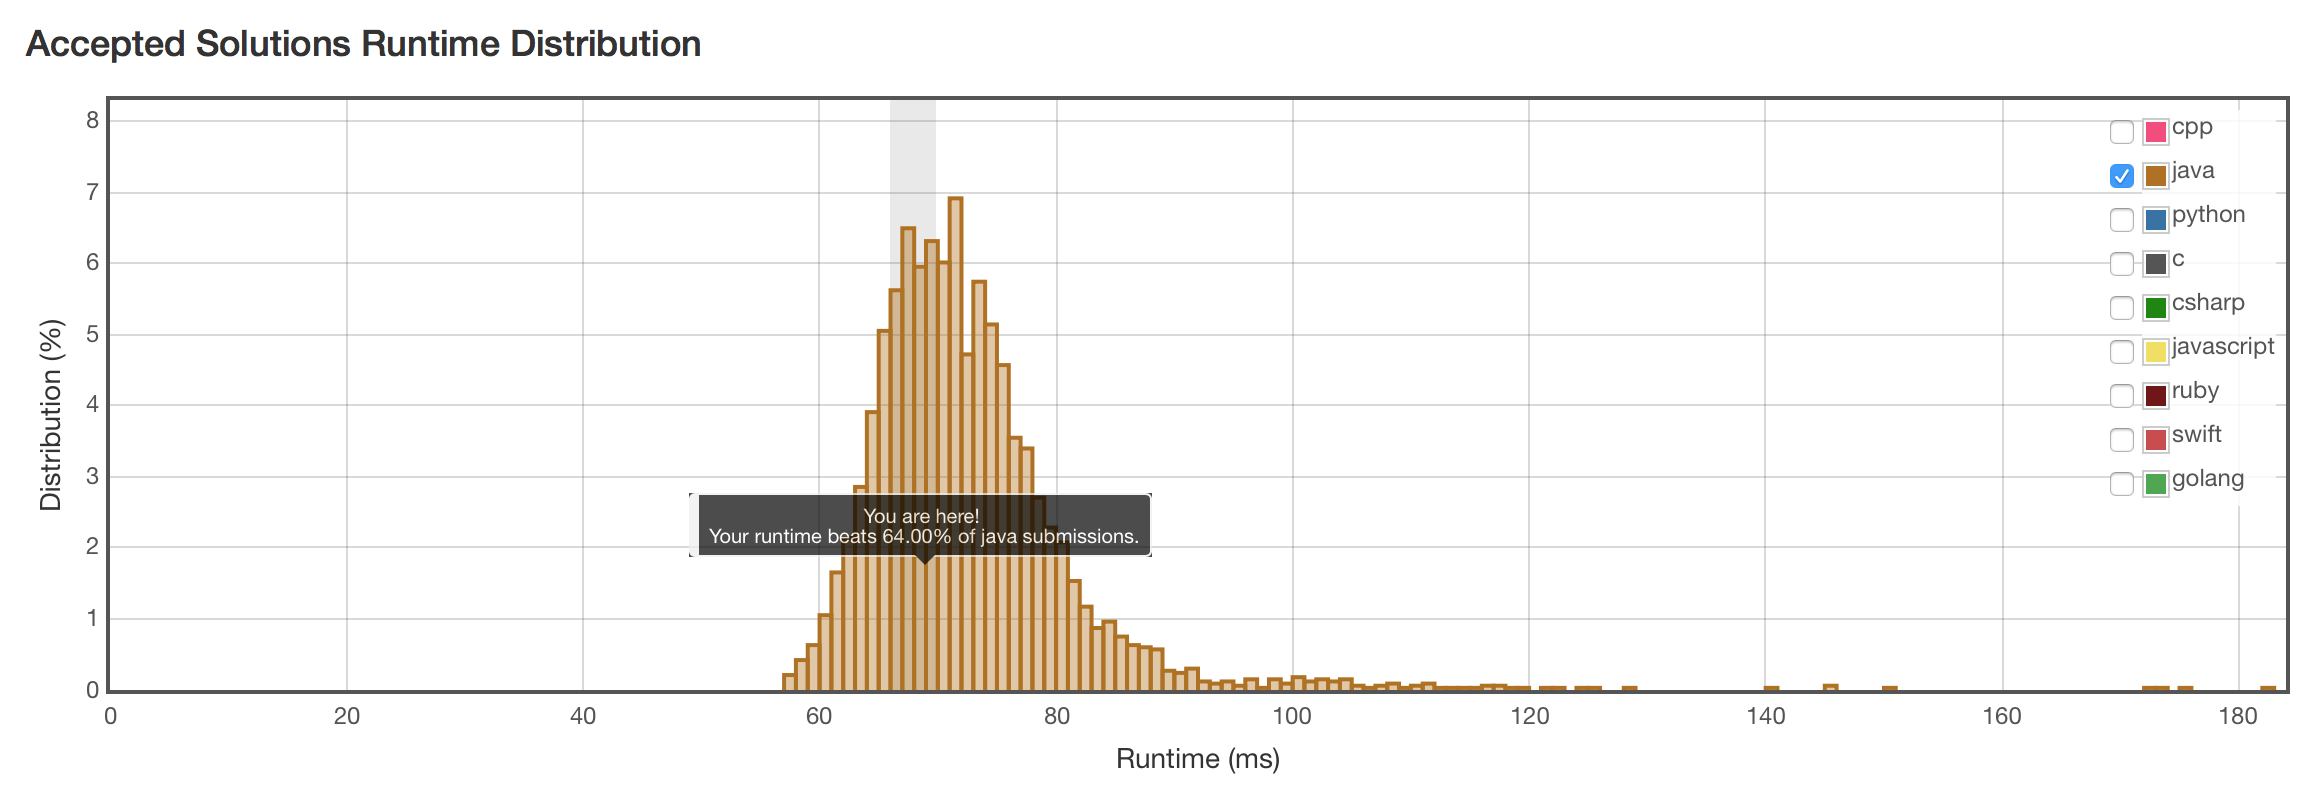 Accepted Solutions Runtime Distribution
8
7
6
5
4
3
2
1
0
Distribution (%)
cpp
java
python
c
csharp
javascript
ruby
swift
golang
You are here!
Your runtime beats 64.00% of java submissions.
0 20 40 60 80 100 120 140 160 180
Runtime (ms)